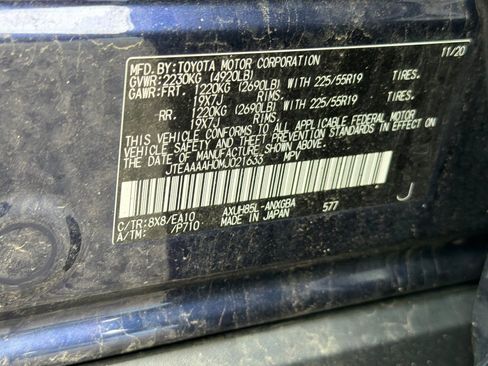 MFD. BY: TOYOTA MOTOR CORPORATION 11/20
GVWR: 2230KG (4920LB)
GAWR: FRT. 1220KG (2690LB) WITH 225/55R19 TIRES.
19X7J RIMS.
RR. 1220KG (2690LB) WITH 225/55R19 TIRES.
19X7J RIMS.
THIS VEHICLE CONFORMS TO ALL APPLICABLE FEDERAL MOTOR
VEHICLE SAFETY AND THEFT PREVENTION STANDARDS IN EFFECT ON
THE DATE OF MANUFACTURE SHOWN ABOVE.
JTEAAAAH0MJ021633 MPV
J
C/TR: 8X8/EA10 AXUH85L-ANXGBA 577
A/TM: -/P710 MADE IN JAPAN